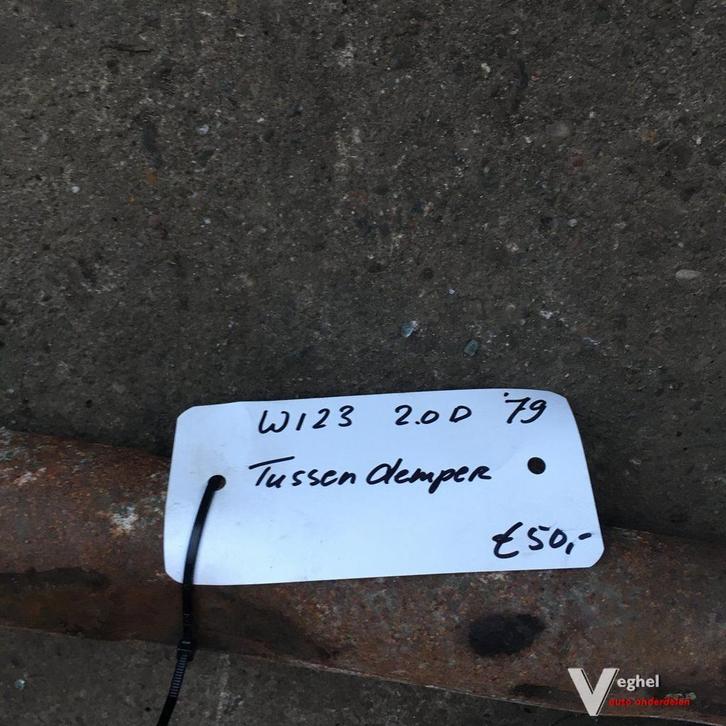 W123 2.0D '79
Tussendemper
€50,-
Veghel
auto onderdelen